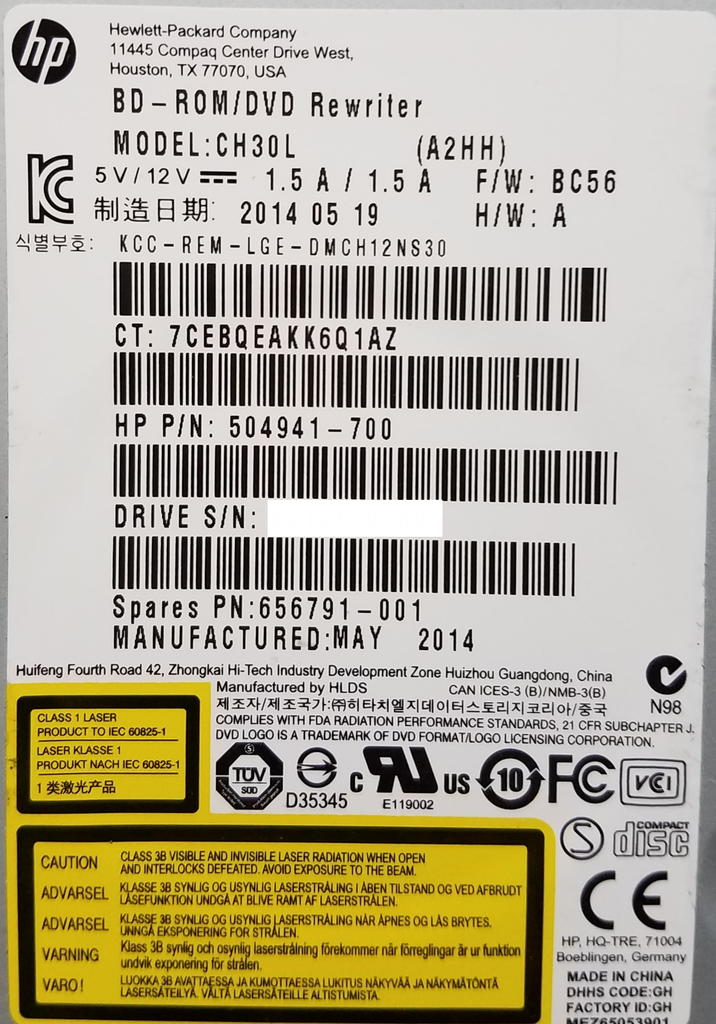 hp
Hewlett-Packard Company
11445 Compaq Center Drive West,
Houston, TX 77070, USA
BD-ROM/DVD Rewriter
MODEL:CH30L (A2HH)
5V/12V 1.5 A / 1.5 A F/W: BC56
制造日期: 2014 05 19 H/W: A
식별부호: KCC-REM-LGE-DMCH12NS30
CT: 7CEBQEAKK6Q1AZ
HP P/N: 504941-700
DRIVE S/N:
Spares PN:656791-001
MANUFACTURED:MAY 2014
Huifeng Fourth Road 42, Zhongkai Hi-Tech Industry Development Zone Huizhou Guangdong, China
Manufactured by HLDS CAN ICES-3 (B)/NMB-3(B)
N98
제조자/제조국가:㈜히타치엘지데이터스토리지코리아/중국
COMPLIES WITH FDA RADIATION PERFORMANCE STANDARDS, 21 CFR SUBCHAPTER J.
DVD LOGO IS A TRADEMARK OF DVD FORMAT/LOGO LICENSING CORPORATION.
CLASS 1 LASER
PRODUCT TO IEC 60825-1
LASER KLASSE 1
PRODUKT NACH IEC 60825-1
1 类激光产品
TÜV
SÜD
D35345
c RU US
E119002
10
FC
VCI
COMPACT
disc
CE
CAUTION CLASS 3B VISIBLE AND INVISIBLE LASER RADIATION WHEN OPEN
AND INTERLOCKS DEFEATED. AVOID EXPOSURE TO THE BEAM.
ADVARSEL KLASSE 3B SYNLIG OG USYNLIG LASERSTRÅLING I ÅBEN TILSTAND OG VED AFBRUDT
LÅSEFUNKTION UNDGÅ AT BLIVE RAMT AF LASERSTRÅLEN.
ADVARSEL KLASSE 3B SYNLIG OG USYNLIG LASERSTRÅLING NÅR ÅPNES OG LÅS BRYTES.
UNNGÅ EKSPONERING FOR STRÅLEN.
VARNING Klass 3B synlig och osynlig laserstrålning förekommer når förreglingar är ur funktion
undvik exponering för strålen.
VARO! LUOKKA 3B AVATTAESSA JA KUMOTTAESSA LUKITUS NÄKYVÄÄ JA NÄKYMÄTÖNTÄ
LASERSÄTEILYÄ. VÄLTÄ LASERSÄTEILLE ALTISTUMISTA.
HP, HQ-TRE, 71004
Boeblingen, Germany
MADE IN CHINA
DHHS CODE:GH
FACTORY ID:GH
MEZ65053901